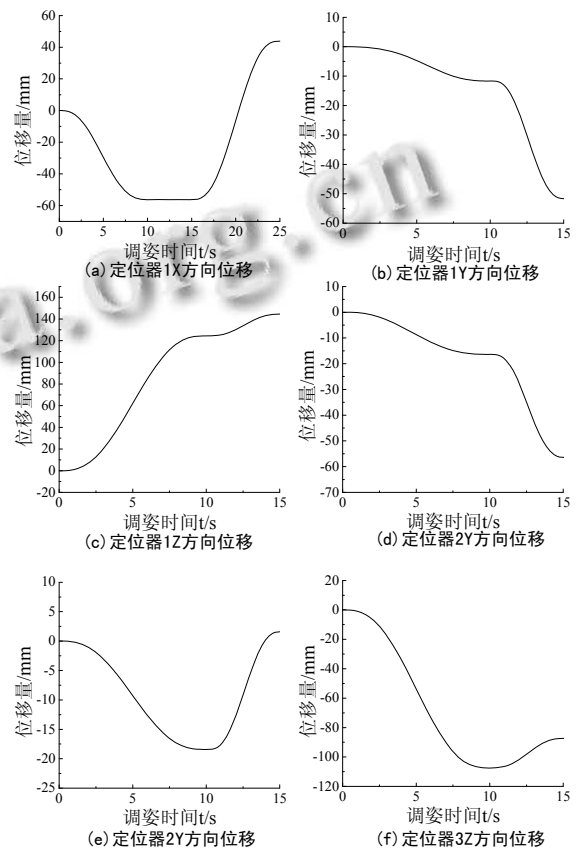 60
40
20
0
-20
-40
-60
0 5 10 15 20 25
位移量/mm
调姿时间t/s
(a)定位器1X方向位移
10
0
-10
-20
-30
-40
-50
-60
0 5 10 15
位移量/mm
调姿时间t/s
(b)定位器1Y方向位移
160
140
120
100
80
60
40
20
0
-20
0 5 10 15
位移量/mm
调姿时间t/s
(c)定位器1Z方向位移
10
0
-10
-20
-30
-40
-50
-60
-70
0 5 10 15
位移量/mm
调姿时间t/s
(d)定位器2Y方向位移
10
5
0
-5
-10
-15
-20
-25
0 5 10 15
位移量/mm
调姿时间t/s
(e)定位器2Y方向位移
20
0
-20
-40
-60
-80
-100
-120
0 5 10 15
位移量/mm
调姿时间t/s
(f)定位器3Z方向位移
a.org.cn